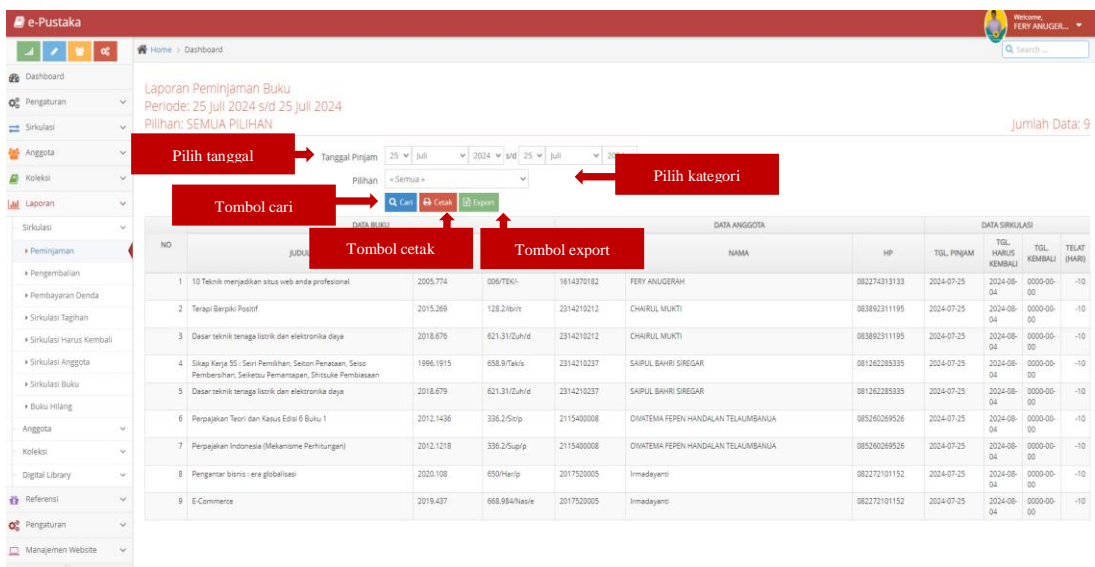 e-Pustaka
Welcome,
FERY ANUGER...
Home > Dashboard
Search ...
Dashboard
Pengaturan
Sirkulasi
Anggota
Koleksi
Laporan
Sirkulasi
Peminjaman
Pengembalian
Pembayaran Denda
Sirkulasi Tagihan
Sirkulasi Harus Kembali
Sirkulasi Anggota
Sirkulasi Buku
Buku Hilang
Anggota
Koleksi
Digital Library
Referensi
Pengaturan
Manajemen Website
Laporan Peminjaman Buku
Periode: 25 Juli 2024 s/d 25 Juli 2024
Pilihan: SEMUA PILIHAN
Jumlah Data: 9
Pilih tanggal
Tanggal Pinjam 25 Juli 2024 s/d 25 Juli
Pilihan « Semua »
Pilih kategori
Tombol cari
Cari Cetak Export
Tombol cetak
Tombol export
DATA BUKU DATA ANGGOTA DATA SIRKULASI
NO NAMA HP TGL. PINJAM TGL. HARUS KEMBALI TGL. KEMBALI TELAT (HARI)
1 10 Teknik menjadikan situs web anda profesional 2005.774 006/TEK/- 1614370182 FERY ANUGERAH 082274313133 2024-07-25 2024-08-04 0000-00-00 -10
2 Terapi Berpiki Positif 2015.269 128.2/Ibr/t 2314210212 CHAIRUL MUKTI 083892311195 2024-07-25 2024-08-04 0000-00-00 -10
3 Dasar teknik tenaga listrik dan elektronika daya 2018.676 621.31/Zuh/d 2314210212 CHAIRUL MUKTI 083892311195 2024-07-25 2024-08-04 0000-00-00 -10
4 Sikap Kerja 5S : Seiri Pemilihan, Seiton Penataan, Seiso 1996.1915 658.9/Tak/s 2314210237 SAIPUL BAHRI SIREGAR 081262285335 2024-07-25 2024-08-04 0000-00-00 -10
Pembersihan, Seiketsu Pemantapan, Shitsuke Pembiasaan
5 Dasar teknik tenaga listrik dan elektronika daya 2018.679 621.31/Zuh/d 2314210237 SAIPUL BAHRI SIREGAR 081262285335 2024-07-25 2024-08-04 0000-00-00 -10
6 Perpajakan Teori dan Kasus Edisi 6 Buku 1 2012.1436 336.2/Sit/p 2115400008 DIVATEMA FEPEN HANDALAN TELAUMBANUA 085260269526 2024-07-25 2024-08-04 0000-00-00 -10
7 Perpajakan Indonesia (Mekanisme Perhitungan) 2012.1218 336.2/Sup/p 2115400008 DIVATEMA FEPEN HANDALAN TELAUMBANUA 085260269526 2024-07-25 2024-08-04 0000-00-00 -10
8 Pengantar bisnis : era globalisasi 2020.108 650/Har/p 2017520005 Irmadayanti 082272101152 2024-07-25 2024-08-04 0000-00-00 -10
9 E-Commerce 2019.437 668.984/Nas/e 2017520005 Irmadayanti 082272101152 2024-07-25 2024-08-04 0000-00-00 -10